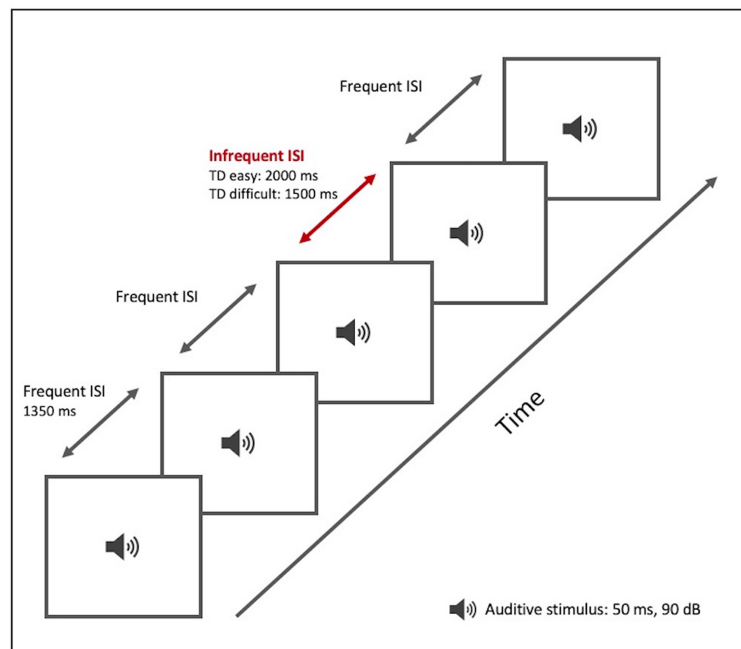 Frequent ISI
Infrequent ISI
TD easy: 2000 ms
TD difficult: 1500 ms
Frequent ISI
Frequent ISI
1350 ms
Time
Auditive stimulus: 50 ms, 90 dB